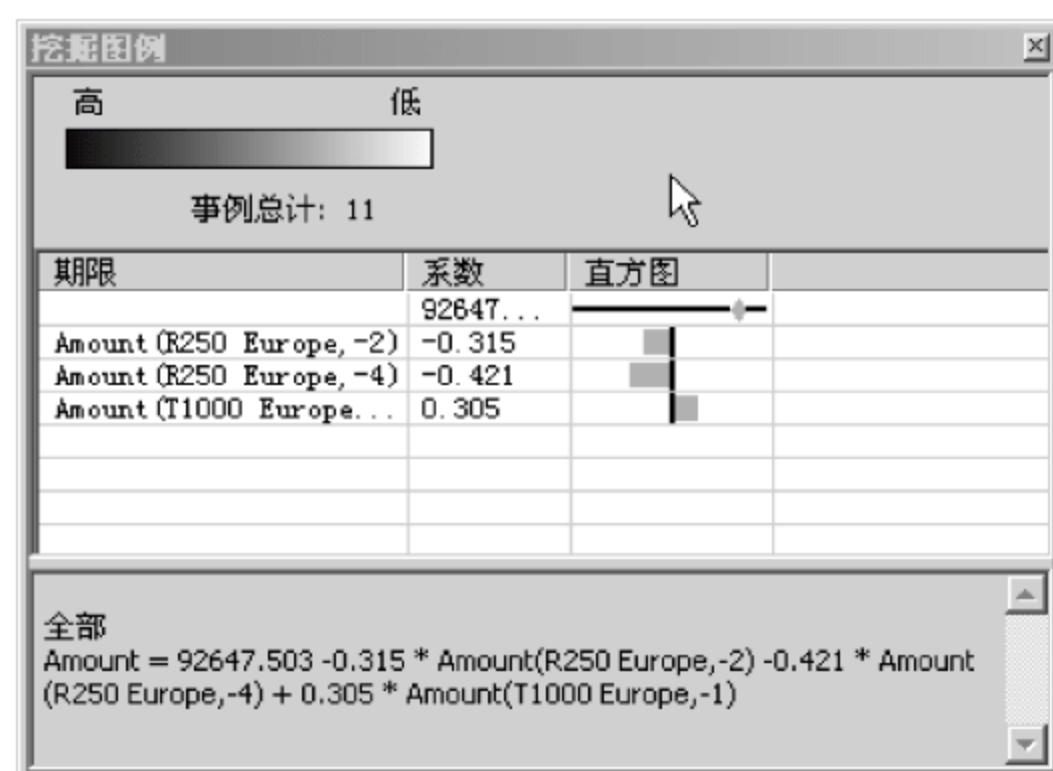 挖掘图例
高 低
事例总计: 11
期限 系数 直方图
92647...
Amount(R250 Europe,-2) -0.315
Amount(R250 Europe,-4) -0.421
Amount(T1000 Europe... 0.305
全部
Amount = 92647.503 -0.315 * Amount(R250 Europe,-2) -0.421 * Amount
(R250 Europe,-4) + 0.305 * Amount(T1000 Europe,-1)